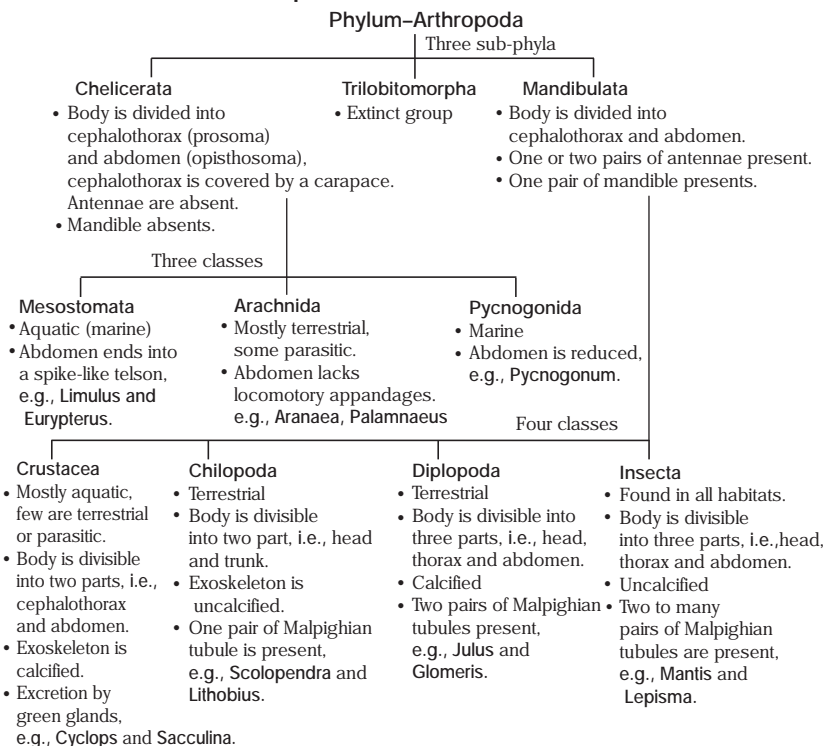 Phylum–Arthropoda
Three sub-phyla
Chelicerata
• Body is divided into
cephalothorax (prosoma)
and abdomen (opisthosoma),
cephalothorax is covered by a carapace.
Antennae are absent.
• Mandible absents.
Trilobitomorpha
• Extinct group
Mandibulata
• Body is divided into
cephalothorax and abdomen.
• One or two pairs of antennae present.
• One pair of mandible presents.
Three classes
Mesostomata
• Aquatic (marine)
• Abdomen ends into
a spike-like telson,
e.g., Limulus and
Eurypterus.
Arachnida
• Mostly terrestrial,
some parasitic.
• Abdomen lacks
locomotory appandages.
e.g., Aranaea, Palamnaeus
Pycnogonida
• Marine
• Abdomen is reduced,
e.g., Pycnogonum.
Four classes
Crustacea
• Mostly aquatic,
few are terrestrial
or parasitic.
• Body is divisible
into two parts, i.e.,
cephalothorax
and abdomen.
• Exoskeleton is
calcified.
• Excretion by
green glands,
e.g., Cyclops and Sacculina.
Chilopoda
• Terrestrial
• Body is divisible
into two part, i.e., head
and trunk.
• Exoskeleton is
uncalcified.
• One pair of Malpighian
tubule is present,
e.g., Scolopendra and
Lithobius.
Diplopoda
• Terrestrial
• Body is divisible into
three parts, i.e., head,
thorax and abdomen.
• Calcified
• Two pairs of Malpighian
tubules present,
e.g., Julus and
Glomeris.
Insecta
• Found in all habitats.
• Body is divisible
into three parts, i.e.,head,
thorax and abdomen.
• Uncalcified
• Two to many
pairs of Malpighian
tubules are present,
e.g., Mantis and
Lepisma.